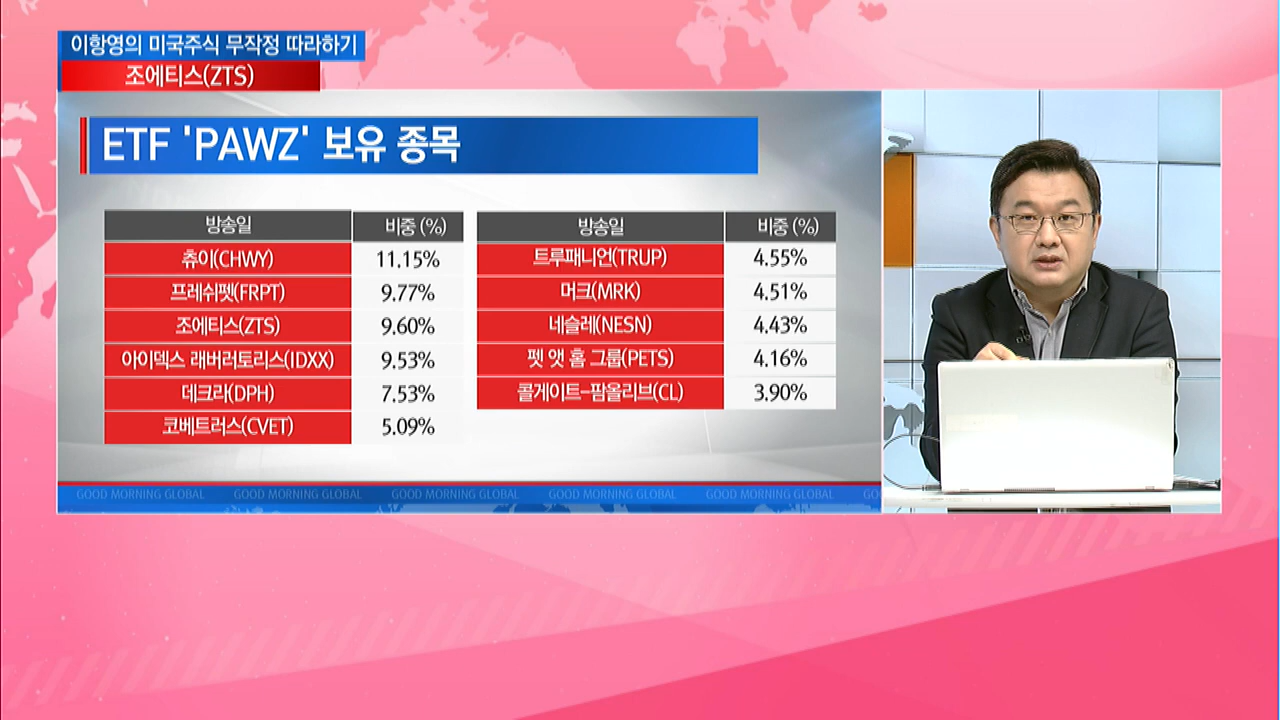 이항영의 미국주식 무작정 따라하기
조에티스(ZTS)
ETF 'PAWZ' 보유 종목
방송일 비중 (%)
츄이(CHWY) 11.15%
프레쉬펫(FRPT) 9.77%
조에티스(ZTS) 9.60%
아이덱스 래버러토리스(IDXX) 9.53%
데크라(DPH) 7.53%
코베트러스(CVET) 5.09%
방송일 비중 (%)
트루패니언(TRUP) 4.55%
머크(MRK) 4.51%
네슬레(NESN) 4.43%
펫 앳 홈 그룹(PETS) 4.16%
콜게이트-팜올리브(CL) 3.90%
GOOD MORNING GLOBAL GOOD MORNING GLOBAL GOOD MORNING GLOBAL GOOD MORNING GLOBAL GOOD MORNING GLOBAL